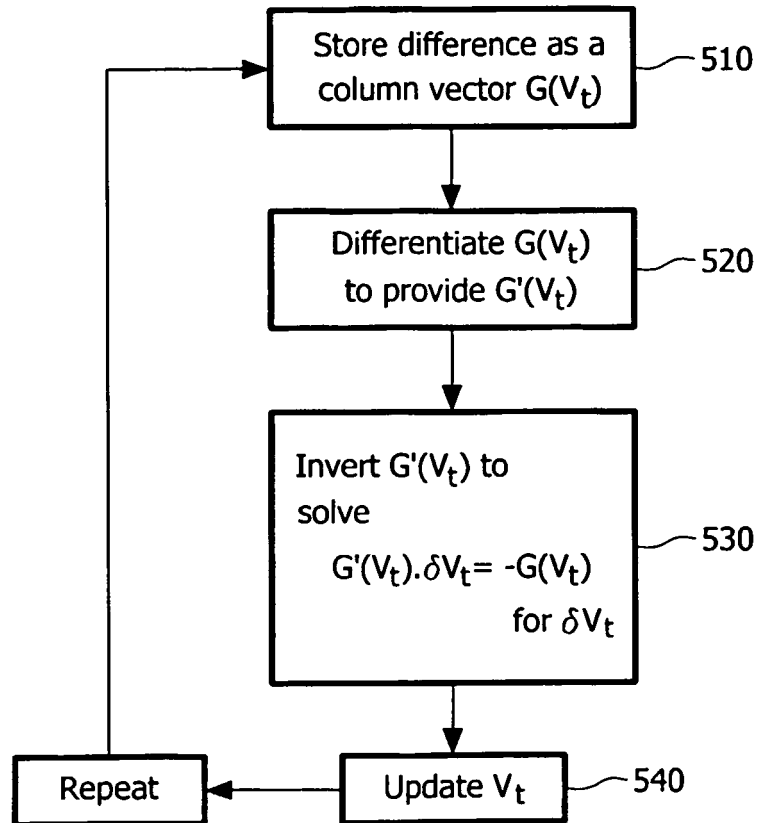 Store difference as a
column vector G(Vt)
510
Differentiate G(Vt)
to provide G'(Vt)
520
Invert G'(Vt) to
solve
G'(Vt).δVt= -G(Vt)
for δVt
530
Repeat
Update Vt
540